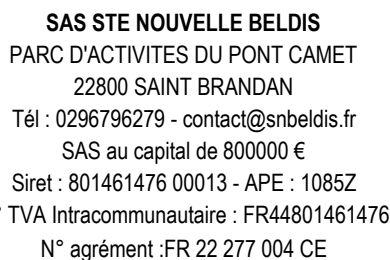 SAS STE NOUVELLE BELDIS
PARC D'ACTIVITES DU PONT CAMET
22800 SAINT BRANDAN
Tél : 0296796279 - contact@snbeldis.fr
SAS au capital de 800000 €
Siret : 801461476 00013 - APE : 1085Z
° TVA Intracommunautaire : FR44801461476
N° agrément :FR 22 277 004 CE